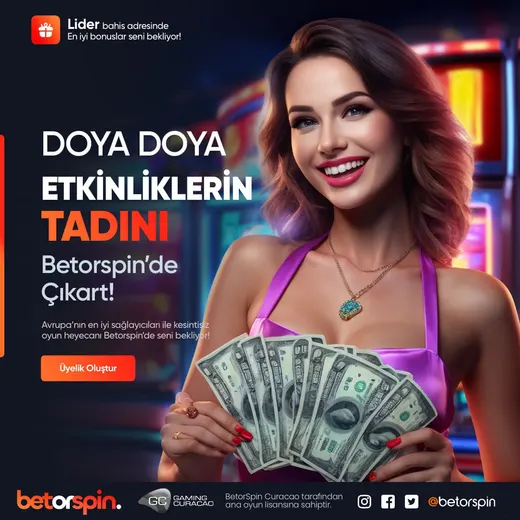 Lider bahis adresinde
En iyi bonuslar seni bekliyor!
DOYA DOYA
ETKİNLİKLERİN
TADINI
Betorspin'de
Çıkart!
Avrupa'nın en iyi sağlayıcıları ile kesintisiz
oyun heyecanı Betorspin'de seni bekliyor!
Üyelik Oluştur
betorspin.
GC GAMING
CURACAO
BetorSpin Curacao tarafından
ana oyun lisansına sahiptir.
@betorspin